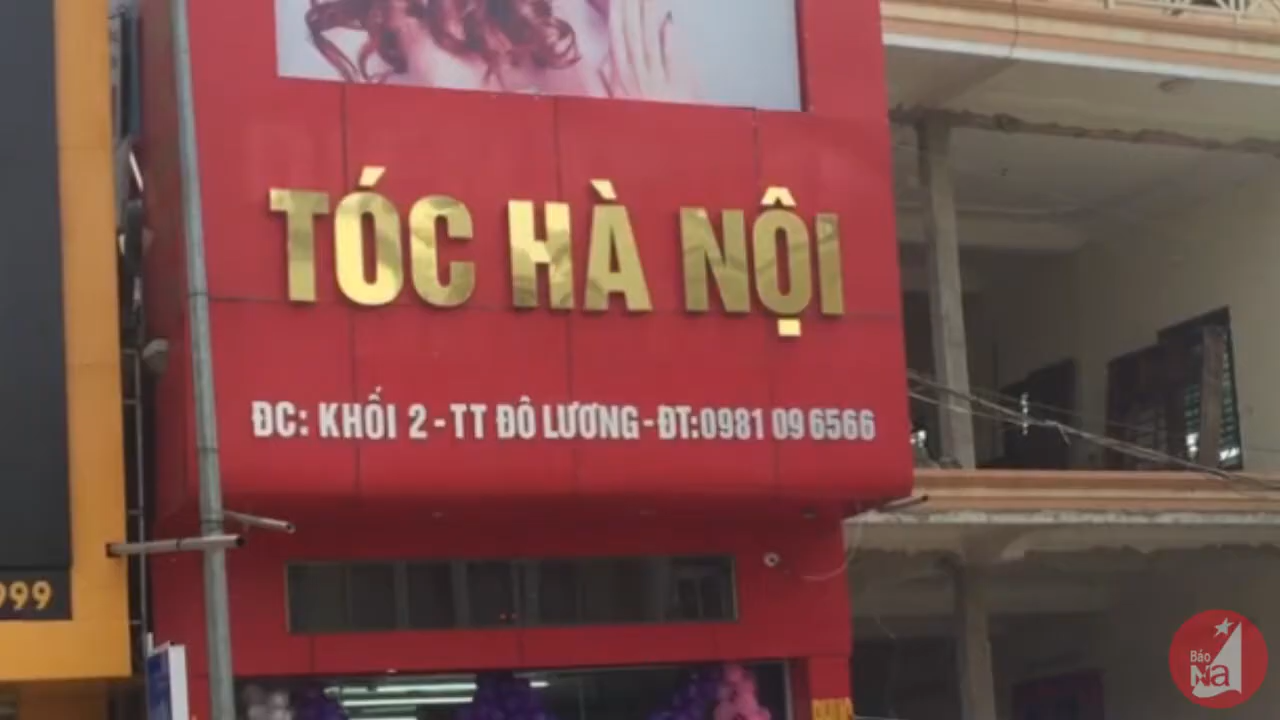 TÓC HÀ NỘI
ĐC: KHỐI 2 - TT ĐÔ LƯƠNG - ĐT:0981 09 6566
999
Báo
Na